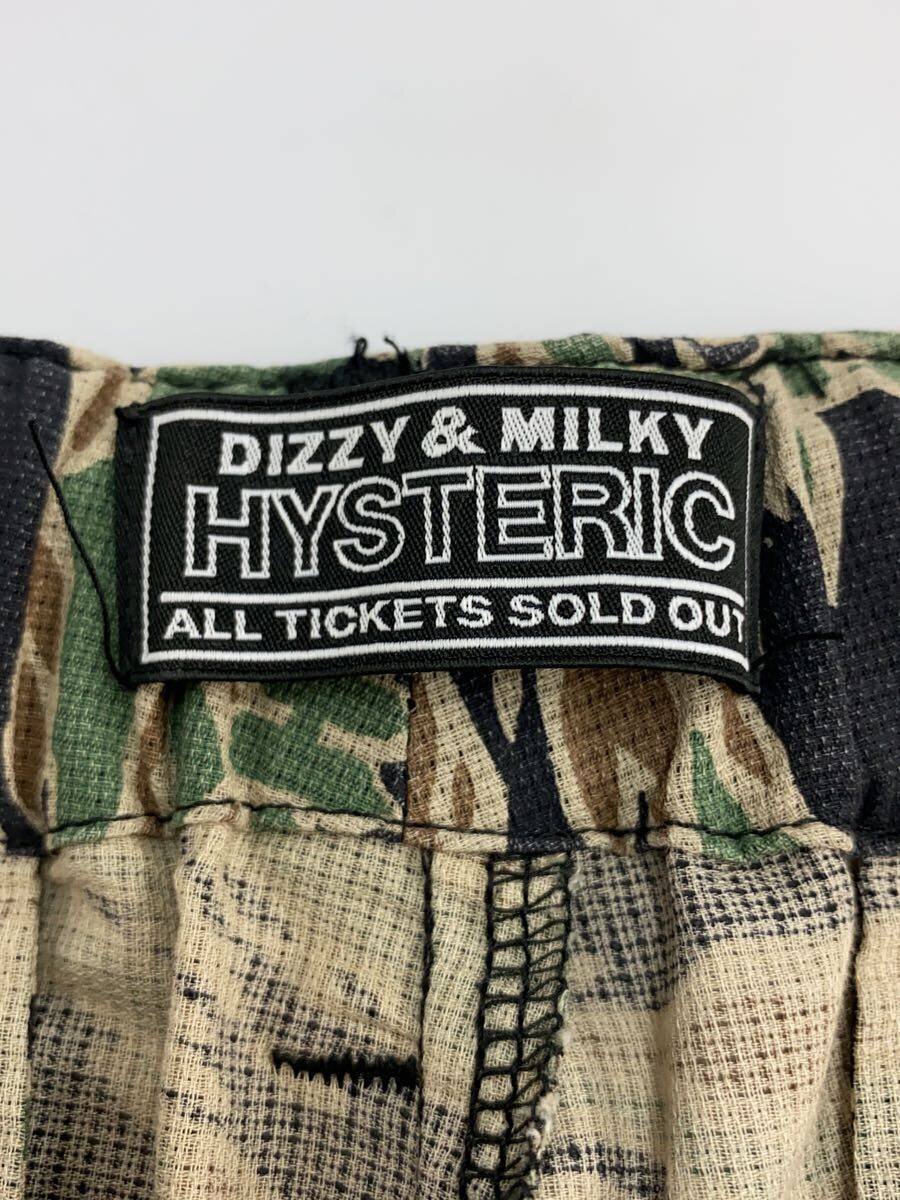 DIZZY & MILKY
HYSTERIC
ALL TICKETS SOLD OUT